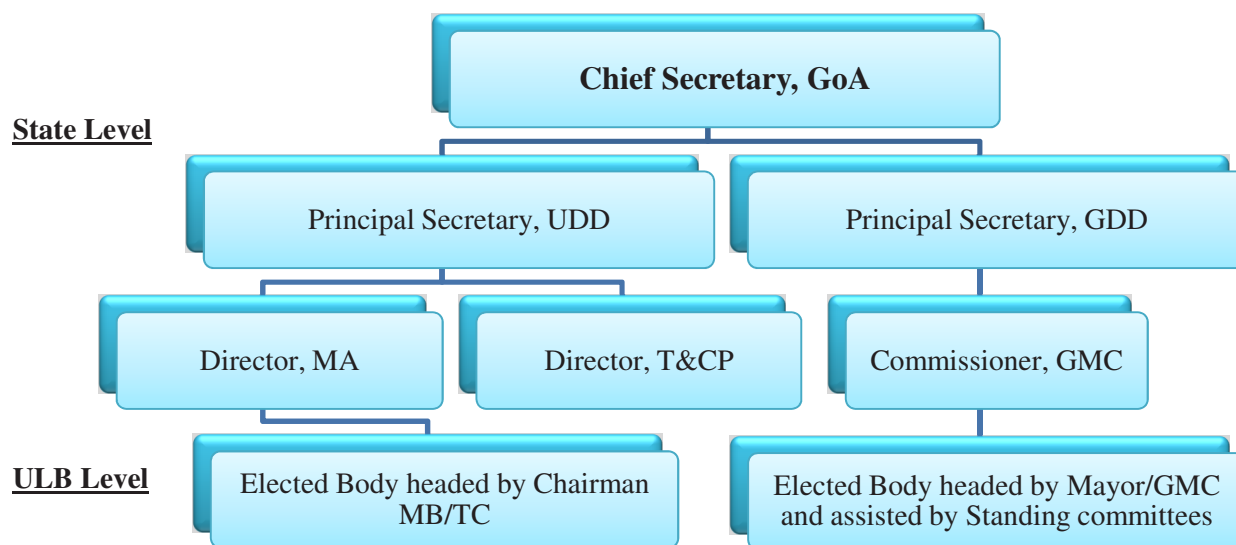 Chief Secretary, GoA
State Level
Principal Secretary, UDD
Principal Secretary, GDD
Director, MA
Director, T&CP
Commissioner, GMC
ULB Level
Elected Body headed by Chairman
MB/TC
Elected Body headed by Mayor/GMC
and assisted by Standing committees